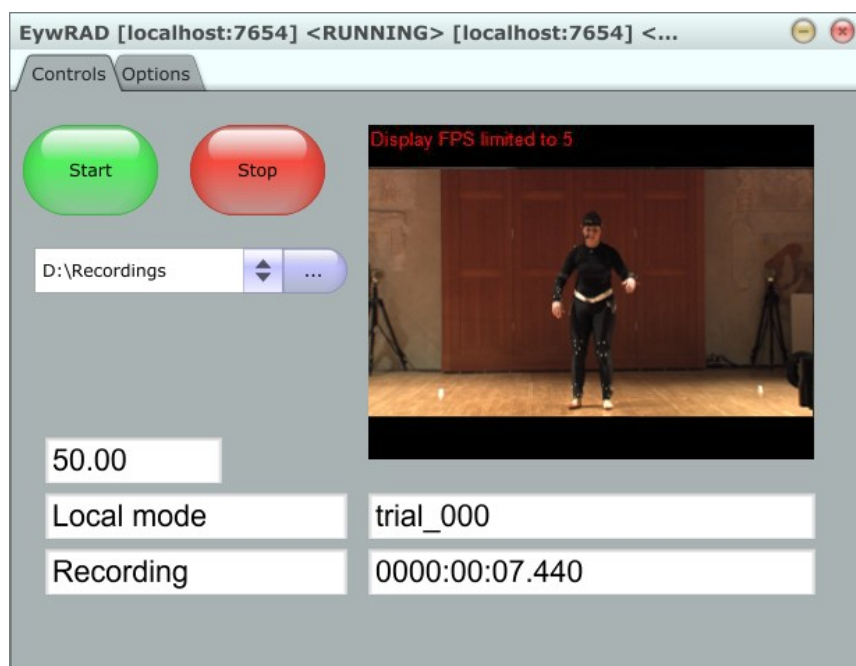 EywRAD [localhost:7654] <RUNNING> [localhost:7654] <...
Controls Options
Start Stop
Display FPS limited to 5
D:\Recordings ...
50.00
Local mode trial_000
Recording 0000:00:07.440